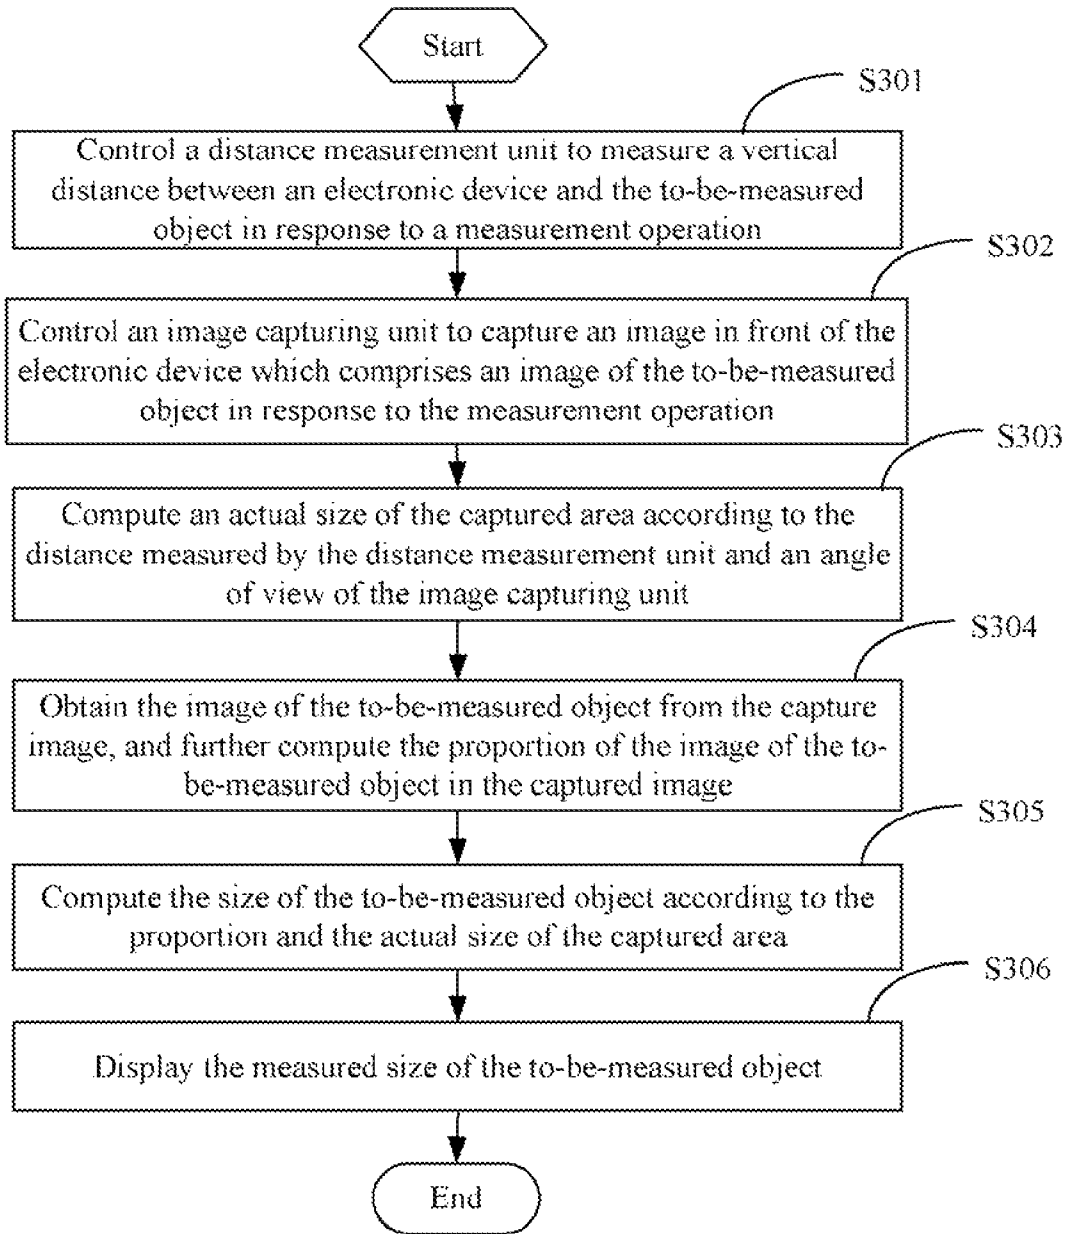 Start
S301
Control a distance measurement unit to measure a vertical
distance between an electronic device and the to-be-measured
object in response to a measurement operation
S302
Control an image capturing unit to capture an image in front of the
electronic device which comprises an image of the to-be-measured
object in response to the measurement operation
S303
Compute an actual size of the captured area according to the
distance measured by the distance measurement unit and an angle
of view of the image capturing unit
S304
Obtain the image of the to-be-measured object from the capture
image, and further compute the proportion of the image of the to-
be-measured object in the captured image
S305
Compute the size of the to-be-measured object according to the
proportion and the actual size of the captured area
S306
Display the measured size of the to-be-measured object
End